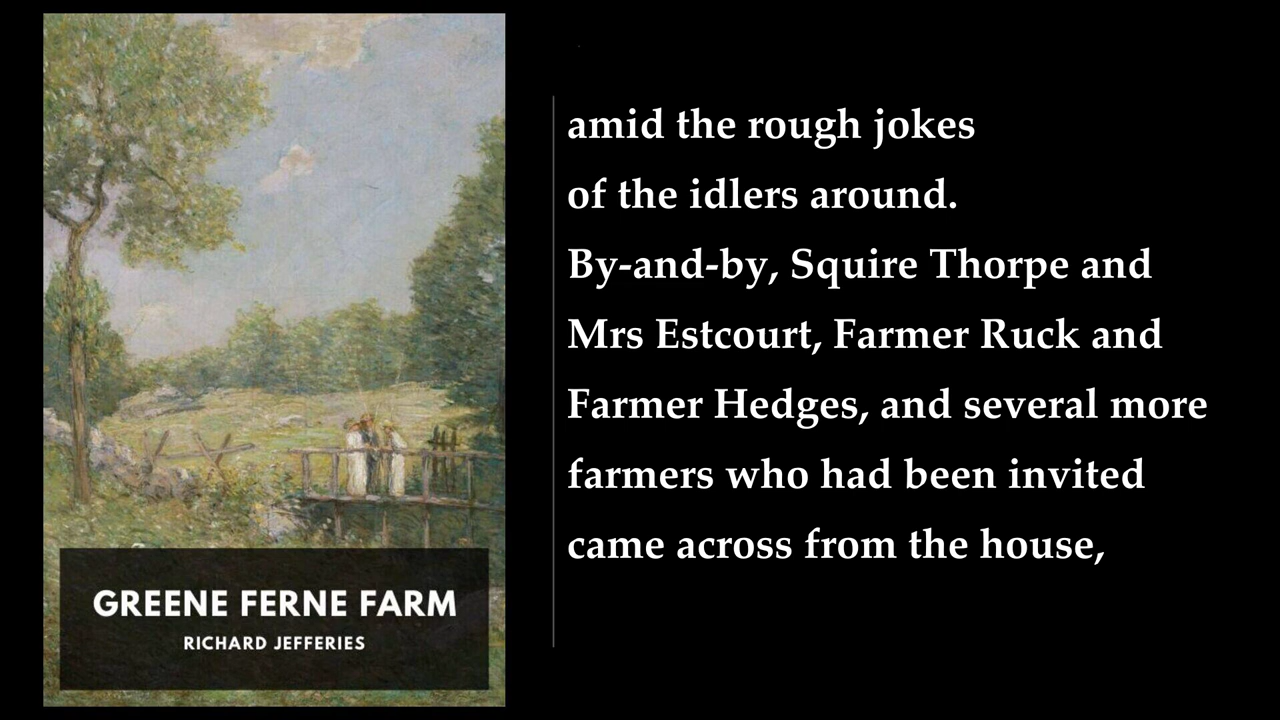 GREENE FERNE FARM
RICHARD JEFFERIES
amid the rough jokes
of the idlers around.
By-and-by, Squire Thorpe and
Mrs Estcourt, Farmer Ruck and
Farmer Hedges, and several more
farmers who had been invited
came across from the house,